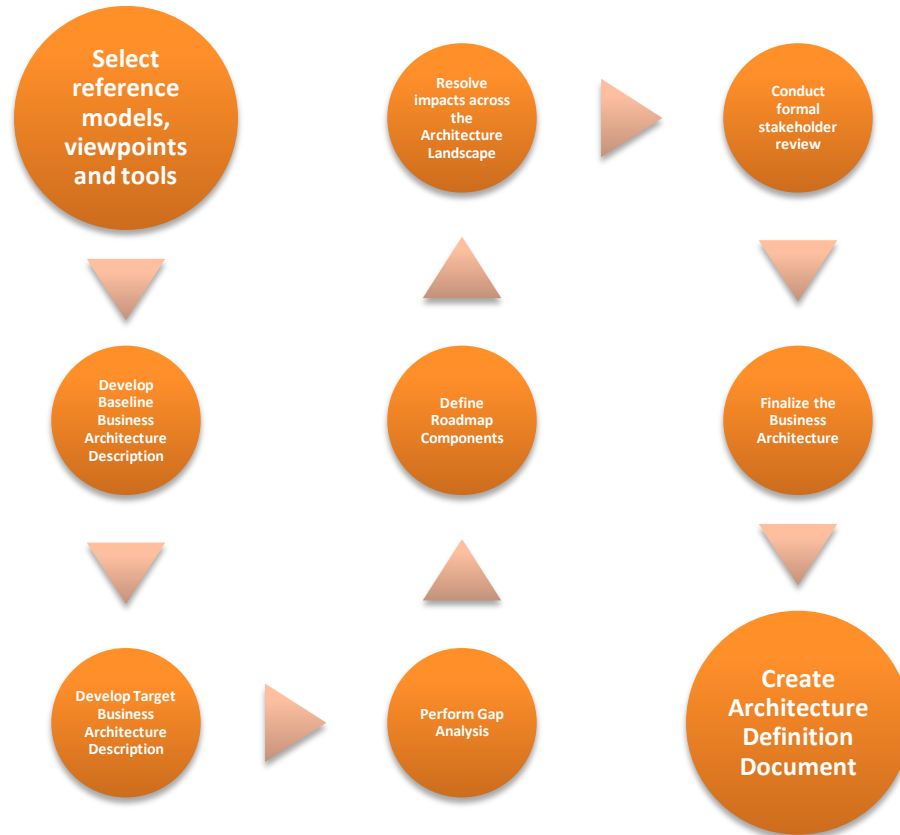 Select
reference
models,
viewpoints
and tools
Develop
Baseline
Business
Architecture
Description
Develop Target
Business
Architecture
Description
Perform Gap
Analysis
Define
Roadmap
Components
Resolve
impacts across
the
Architecture
Landscape
Conduct
formal
stakeholder
review
Finalize the
Business
Architecture
Create
Architecture
Definition
Document